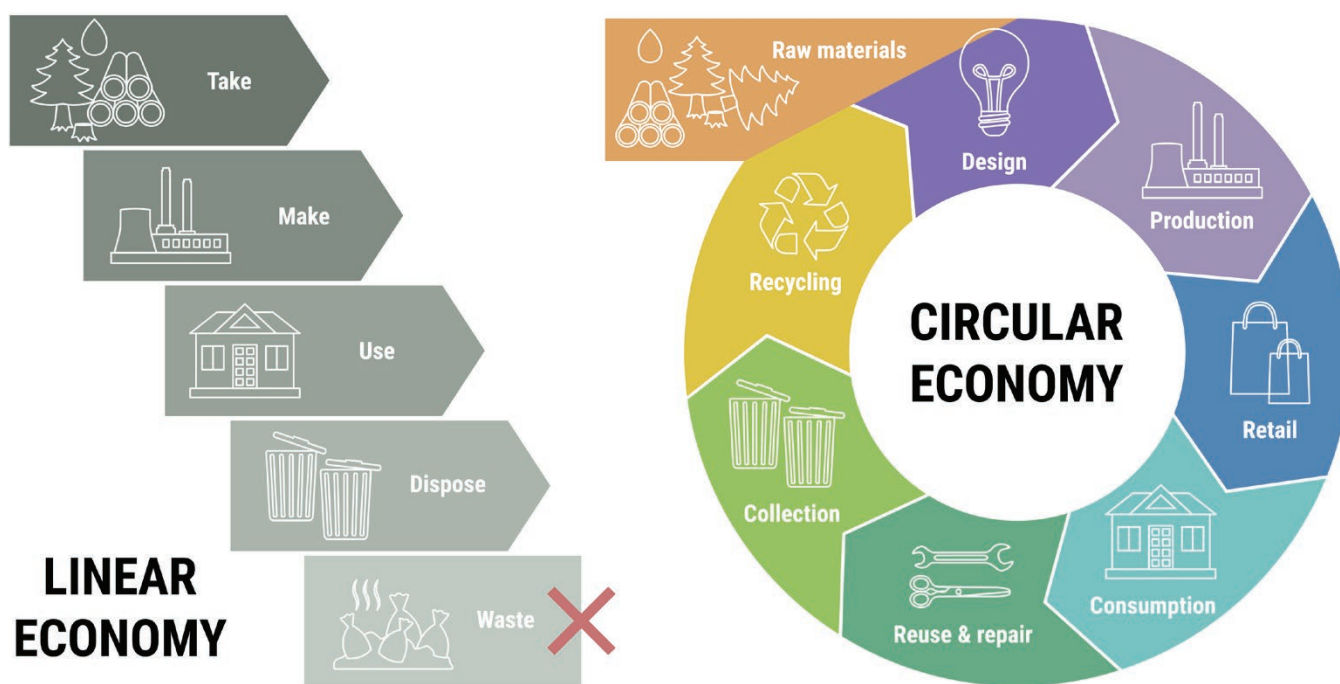 Take
Make
Use
Dispose
Waste
LINEAR
ECONOMY
Raw materials
Design
Production
Retail
Consumption
Reuse & repair
Collection
Recycling
CIRCULAR
ECONOMY